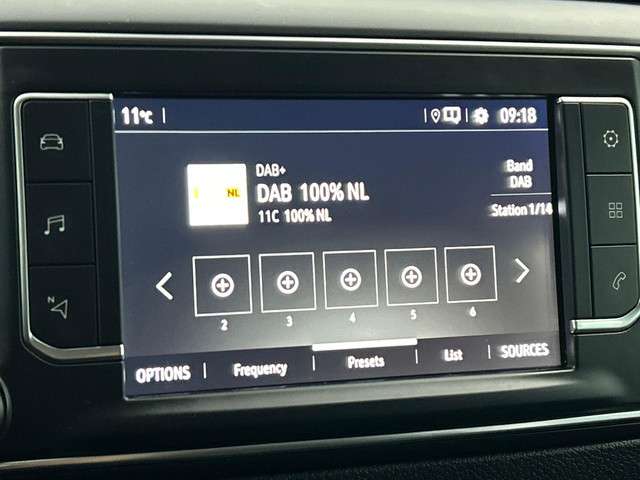 11°C
09:18
NL
DAB+
DAB 100% NL
11C 100% NL
Band
DAB
Station 1/14
2 3 4 5 6
OPTIONS Frequency Presets List SOURCES
N